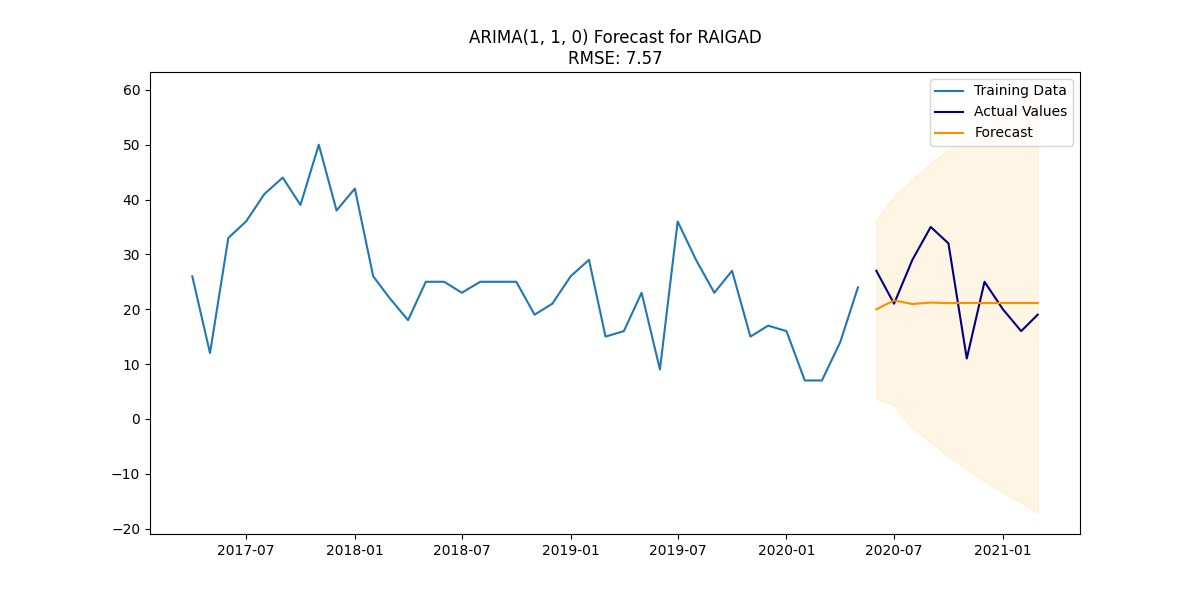 ARIMA(1, 1, 0) Forecast for RAIGAD
RMSE: 7.57
Training Data
Actual Values
Forecast
60
50
40
30
20
10
0
−10
−20
2017-07 2018-01 2018-07 2019-01 2019-07 2020-01 2020-07 2021-01